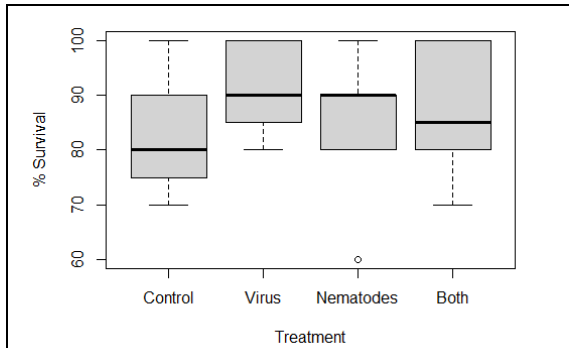 100
90
80
70
60
% Survival
Control Virus Nematodes Both
Treatment